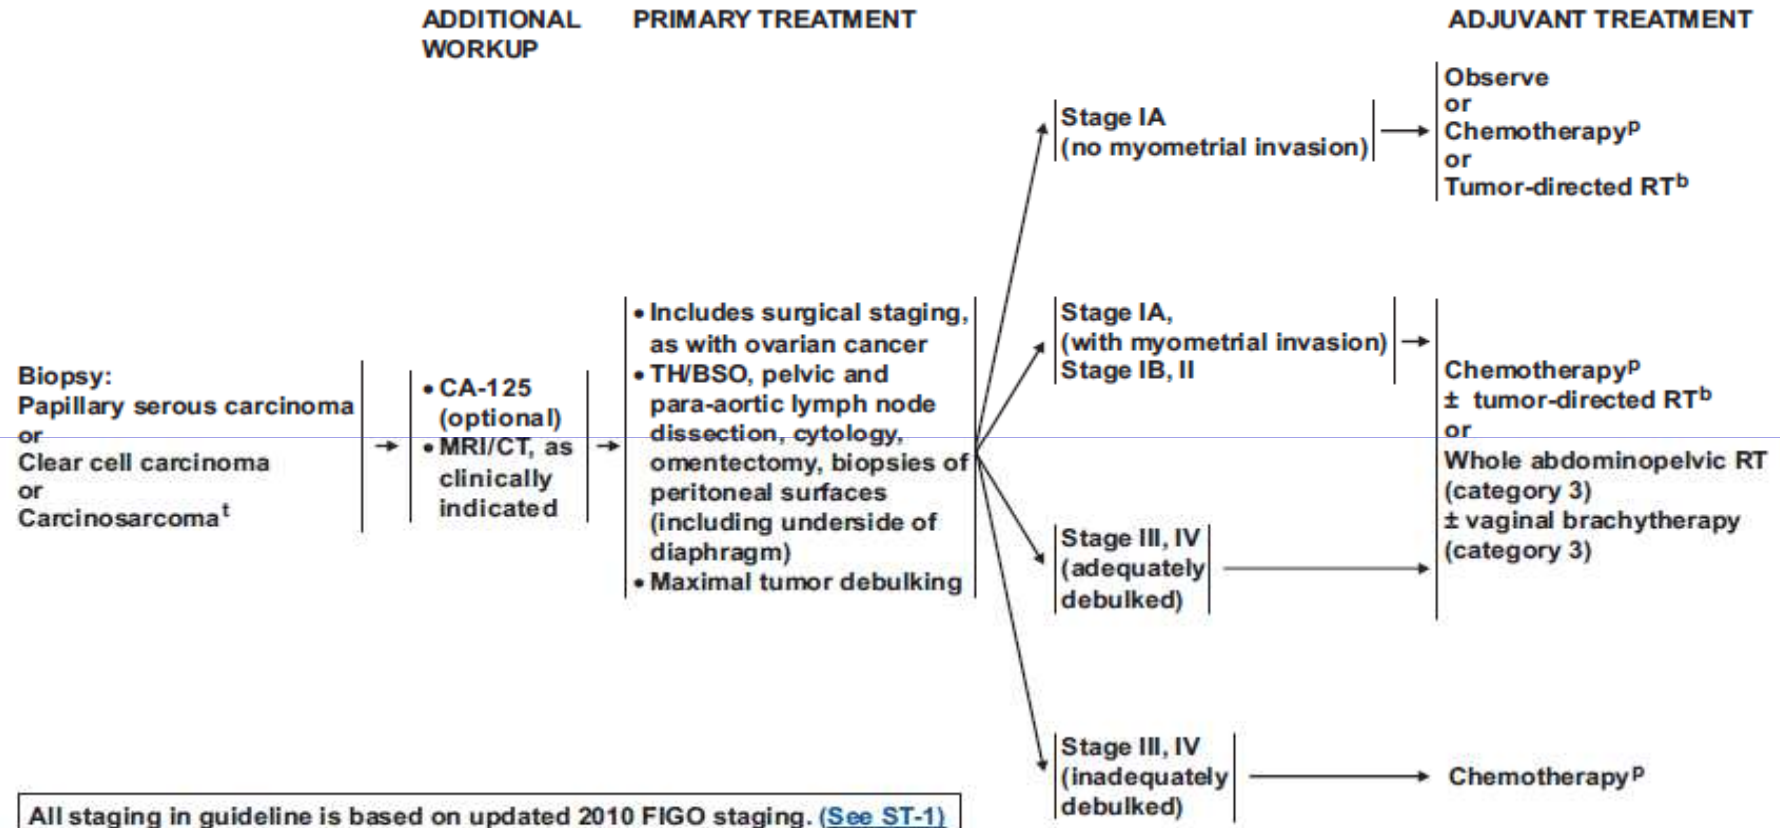 ADDITIONAL
WORKUP
PRIMARY TREATMENT
ADJUVANT TREATMENT
Biopsy:
Papillary serous carcinoma
or
Clear cell carcinoma
or
Carcinosarcomaᵗ
• CA-125
(optional)
• MRI/CT, as
clinically
indicated
• Includes surgical staging,
as with ovarian cancer
• TH/BSO, pelvic and
para-aortic lymph node
dissection, cytology,
omentectomy, biopsies of
peritoneal surfaces
(including underside of
diaphragm)
• Maximal tumor debulking
Stage IA
(no myometrial invasion)
Observe
or
Chemotherapyᵖ
or
Tumor-directed RTᵇ
Stage IA,
(with myometrial invasion)
Stage IB, II
Stage III, IV
(adequately
debulked)
Chemotherapyᵖ
± tumor-directed RTᵇ
or
Whole abdominopelvic RT
(category 3)
± vaginal brachytherapy
(category 3)
Stage III, IV
(inadequately
debulked)
Chemotherapyᵖ
All staging in guideline is based on updated 2010 FIGO staging. (See ST-1)